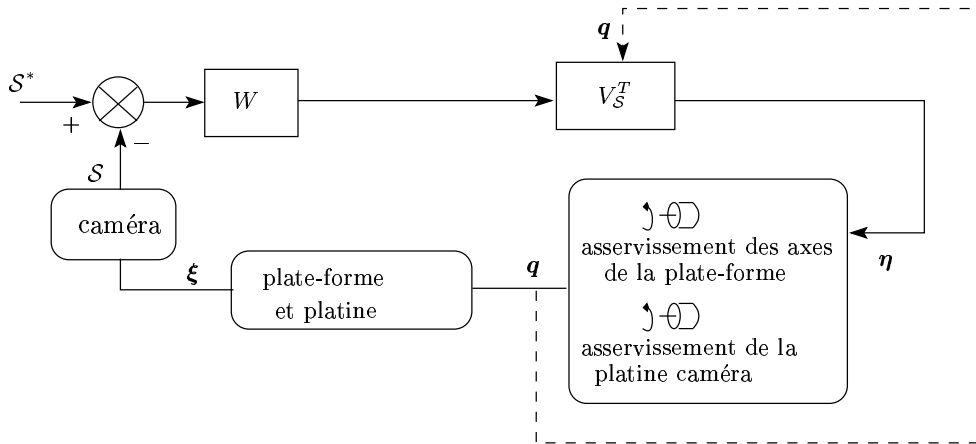 q
S*
W
V_S^T
+
−
S
caméra
ξ
plate-forme
et platine
q
asservissement des axes
de la plate-forme
η
asservissement de la
platine caméra